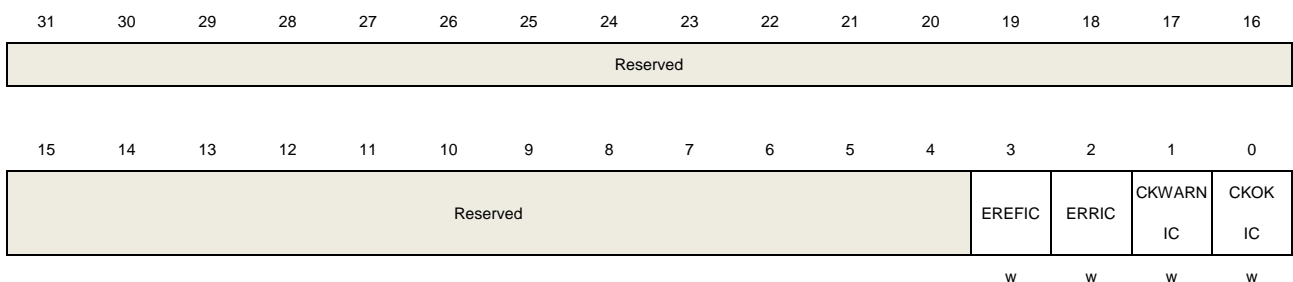 31 30 29 28 27 26 25 24 23 22 21 20 19 18 17 16
Reserved
15 14 13 12 11 10 9 8 7 6 5 4 3 2 1 0
Reserved EREFIC ERRIC CKWARN IC CKOK IC
w w w w